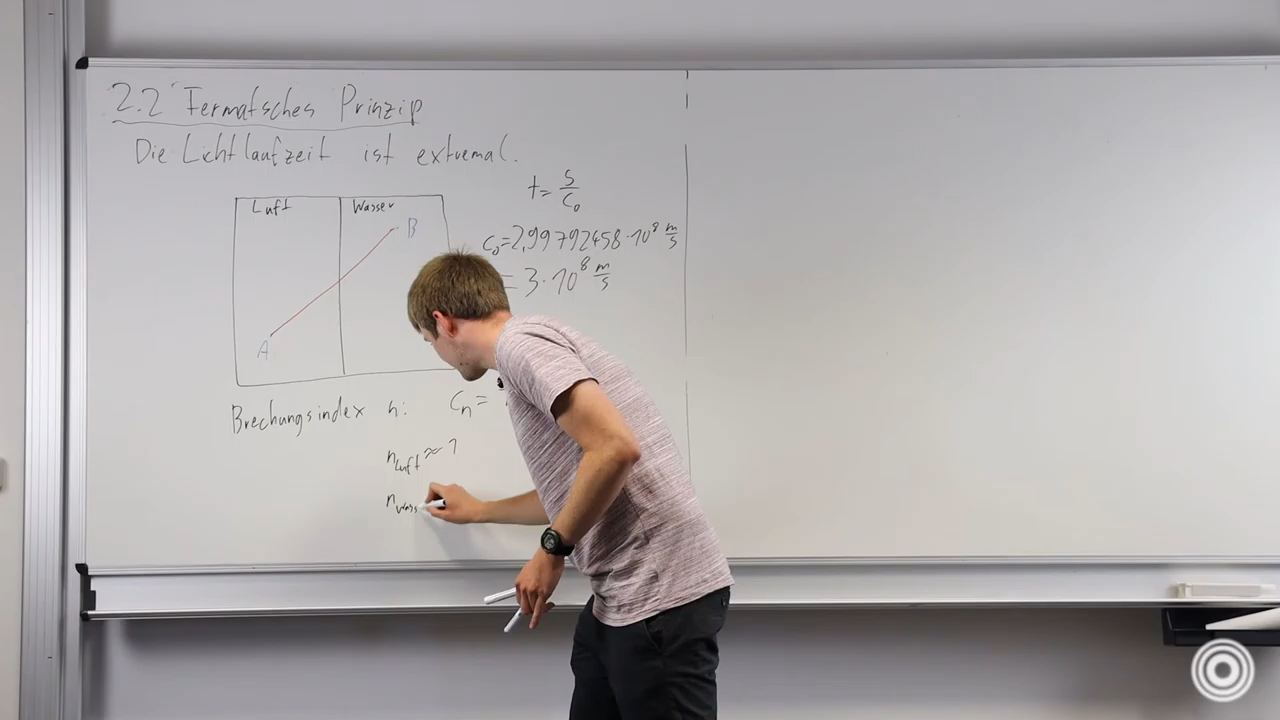 2.2 Fermatsches Prinzip
Die Lichtlaufzeit ist extremal.
t = s/c₀
Luft
Wasser
B
A
c₀ = 2,99792458 · 10⁸ m/s
= 3 · 10⁸ m/s
Brechungsindex n: cₙ =
n_Luft ≈ 1
n_Wass